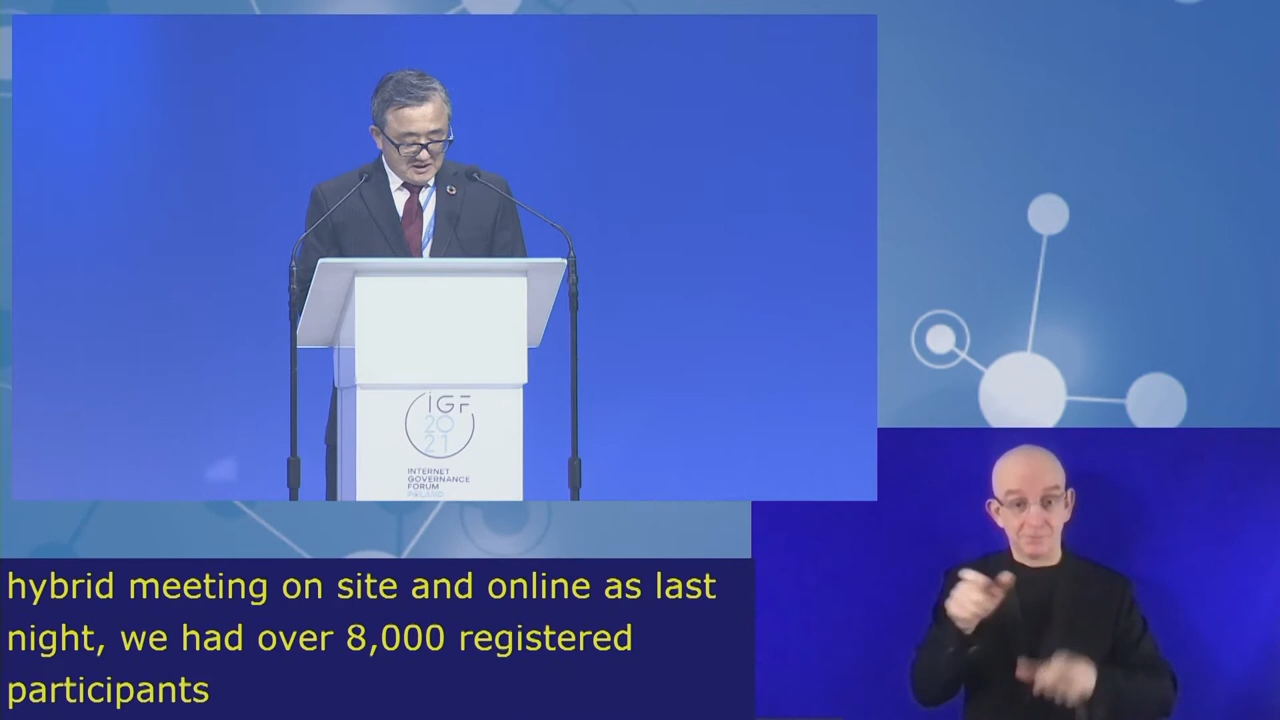 IGF
20
21
INTERNET
GOVERNANCE
FORUM
POLAND
hybrid meeting on site and online as last
night, we had over 8,000 registered
participants